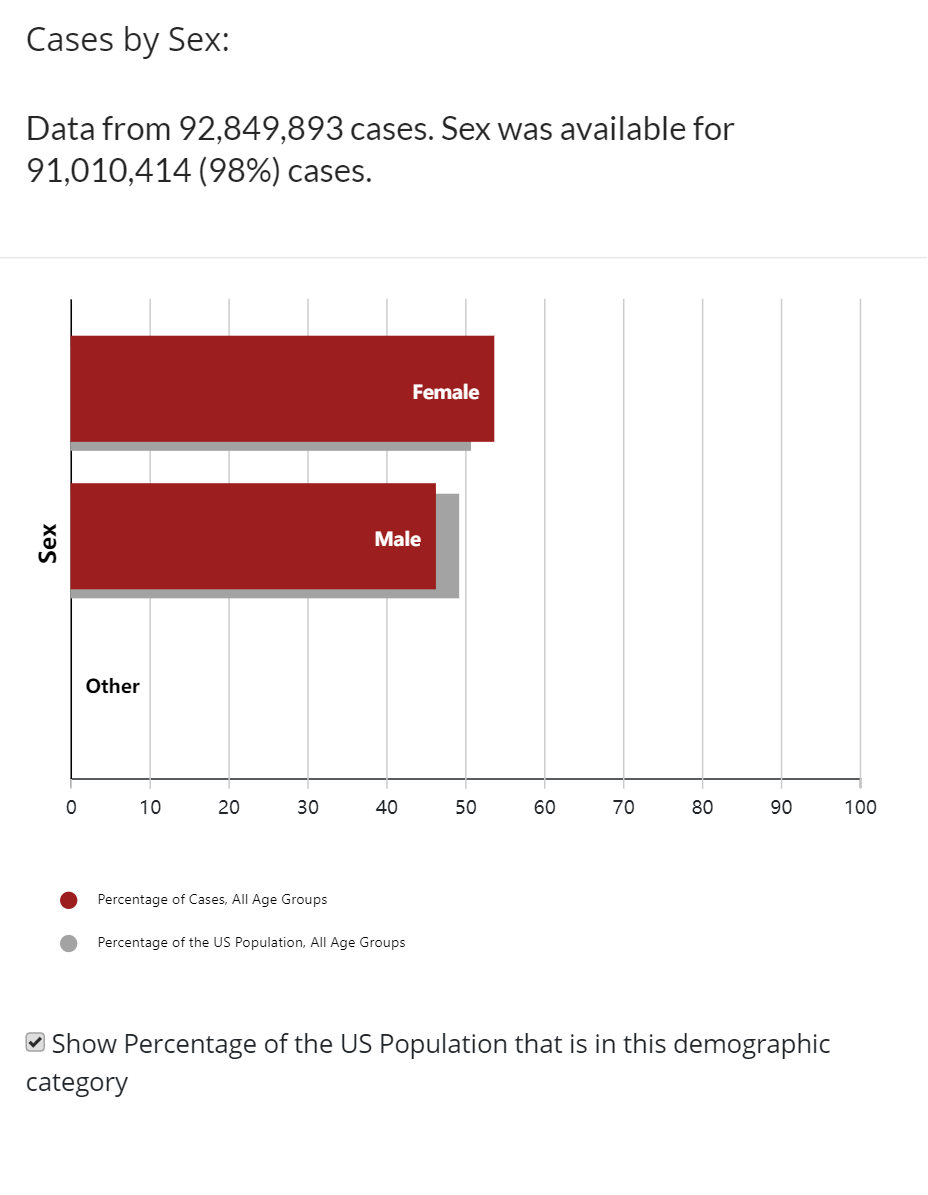 Cases by Sex:
Data from 92,849,893 cases. Sex was available for
91,010,414 (98%) cases.
Female
Male
Sex
Other
0 10 20 30 40 50 60 70 80 90 100
Percentage of Cases, All Age Groups
Percentage of the US Population, All Age Groups
Show Percentage of the US Population that is in this demographic
category